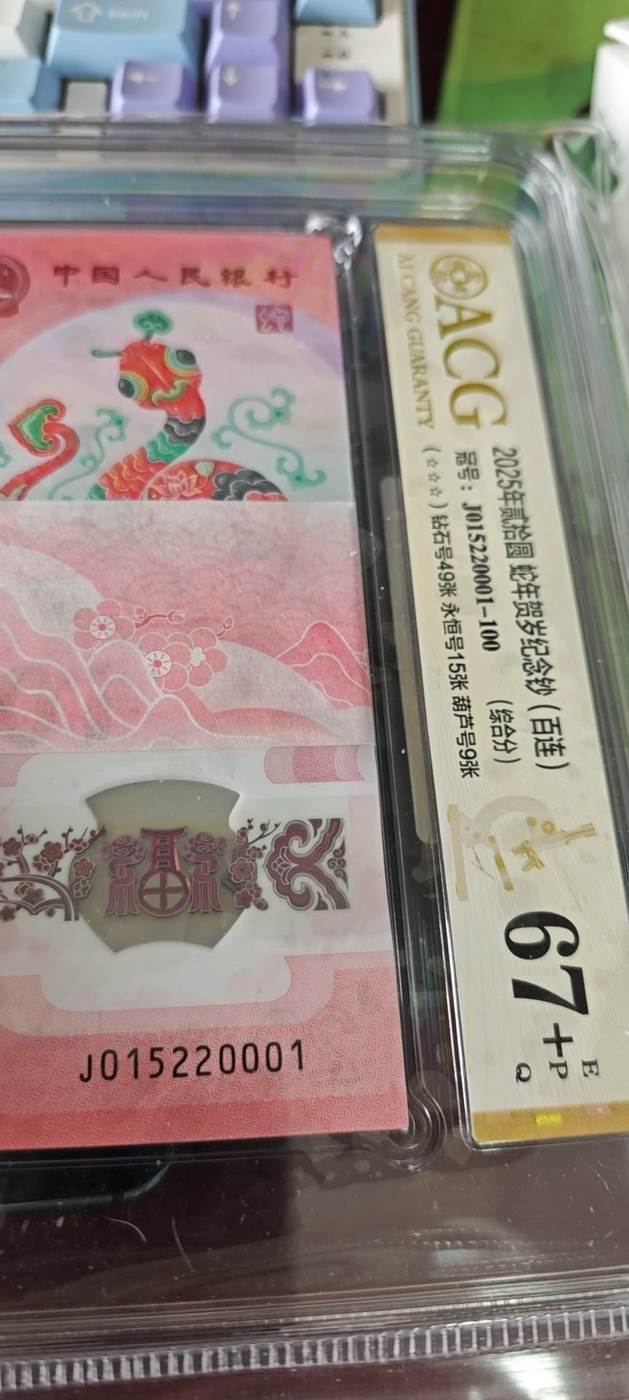 中国人民银行
J015220001
ACG
AI CANG GUARANTY
2025年贰拾圆 蛇年贺岁纪念钞（百连）
冠号：J015220001-100 （综合分）
（☆☆☆）钻石号49张 永恒号15张 葫芦号9张
67+
E
P
Q